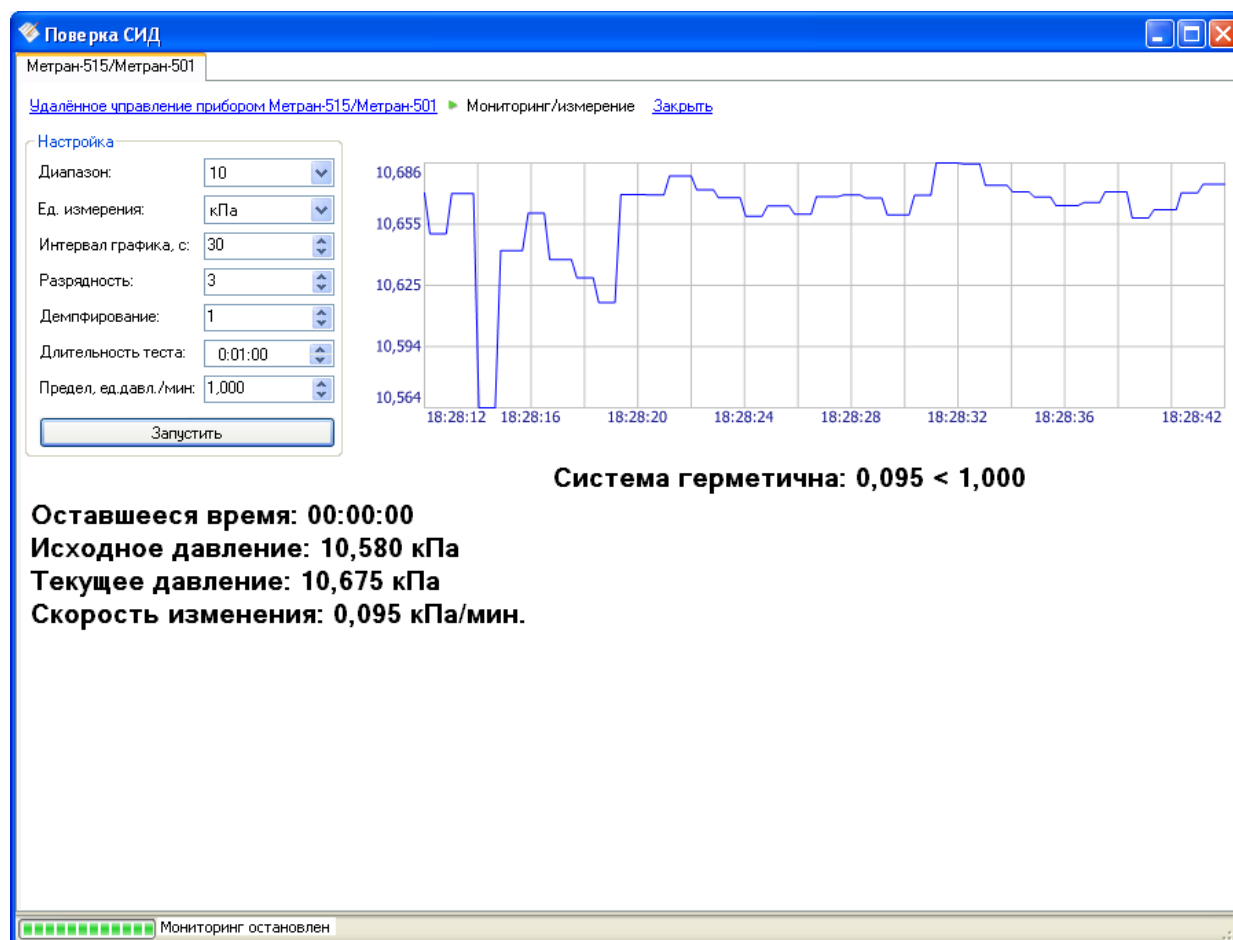 Поверка СИД
Метран-515/Метран-501
Удалённое управление прибором Метран-515/Метран-501 Мониторинг/измерение Закрыть
Настройка
Диапазон: 10
Ед. измерения: кПа
Интервал графика, с: 30
Разрядность: 3
Демпфирование: 1
Длительность теста: 0:01:00
Предел, ед.давл./мин: 1,000
Запустить
10,686
10,655
10,625
10,594
10,564
18:28:12 18:28:16 18:28:20 18:28:24 18:28:28 18:28:32 18:28:36 18:28:42
Система герметична: 0,095 < 1,000
Оставшееся время: 00:00:00
Исходное давление: 10,580 кПа
Текущее давление: 10,675 кПа
Скорость изменения: 0,095 кПа/мин.
Мониторинг остановлен